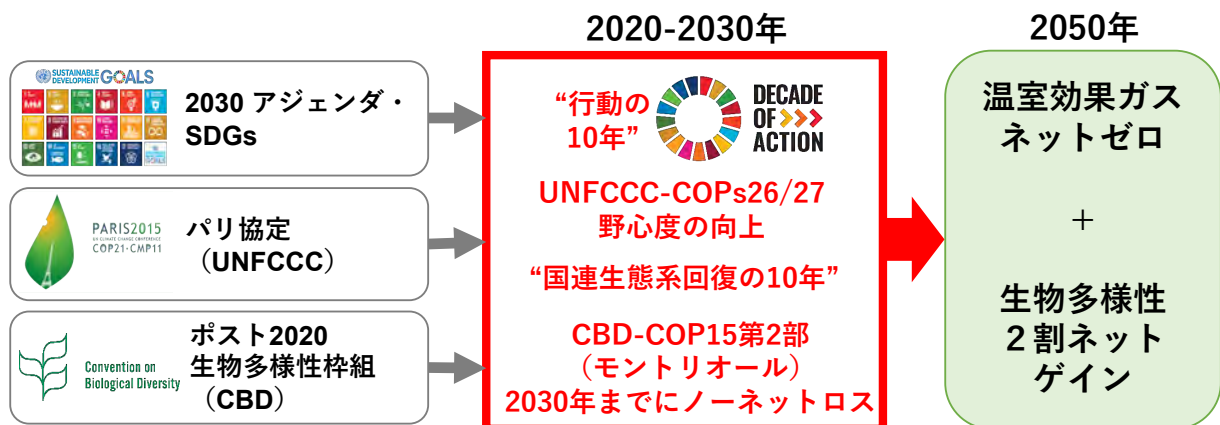 2020-2030年
2050年
SUSTAINABLE
DEVELOPMENT GOALS
2030 アジェンダ・
SDGs
PARIS2015
UN CLIMATE CHANGE CONFERENCE
COP21·CMP11
パリ協定
（UNFCCC）
Convention on
Biological Diversity
ポスト2020
生物多様性枠組
（CBD）
“行動の
10年”
DECADE
OF
ACTION
UNFCCC-COPs26/27
野心度の向上
“国連生態系回復の10年”
CBD-COP15第2部
（モントリオール）
2030年までにノーネットロス
温室効果ガス
ネットゼロ
+
生物多様性
２割ネット
ゲイン